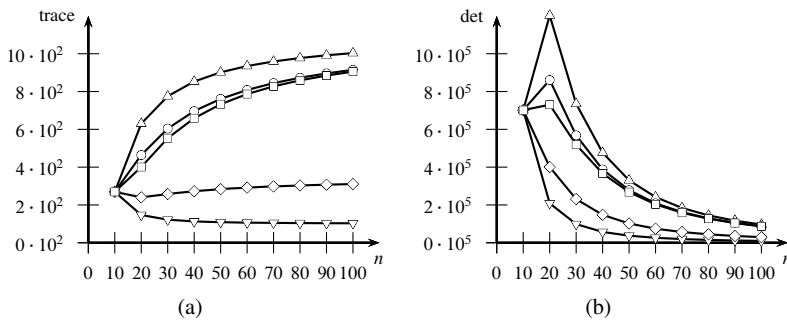 trace
10 · 10²
8 · 10²
6 · 10²
4 · 10²
2 · 10²
0 · 10²
0 10 20 30 40 50 60 70 80 90 100
n
(a)
det
10 · 10⁵
8 · 10⁵
6 · 10⁵
4 · 10⁵
2 · 10⁵
0 · 10⁵
0 10 20 30 40 50 60 70 80 90 100
n
(b)